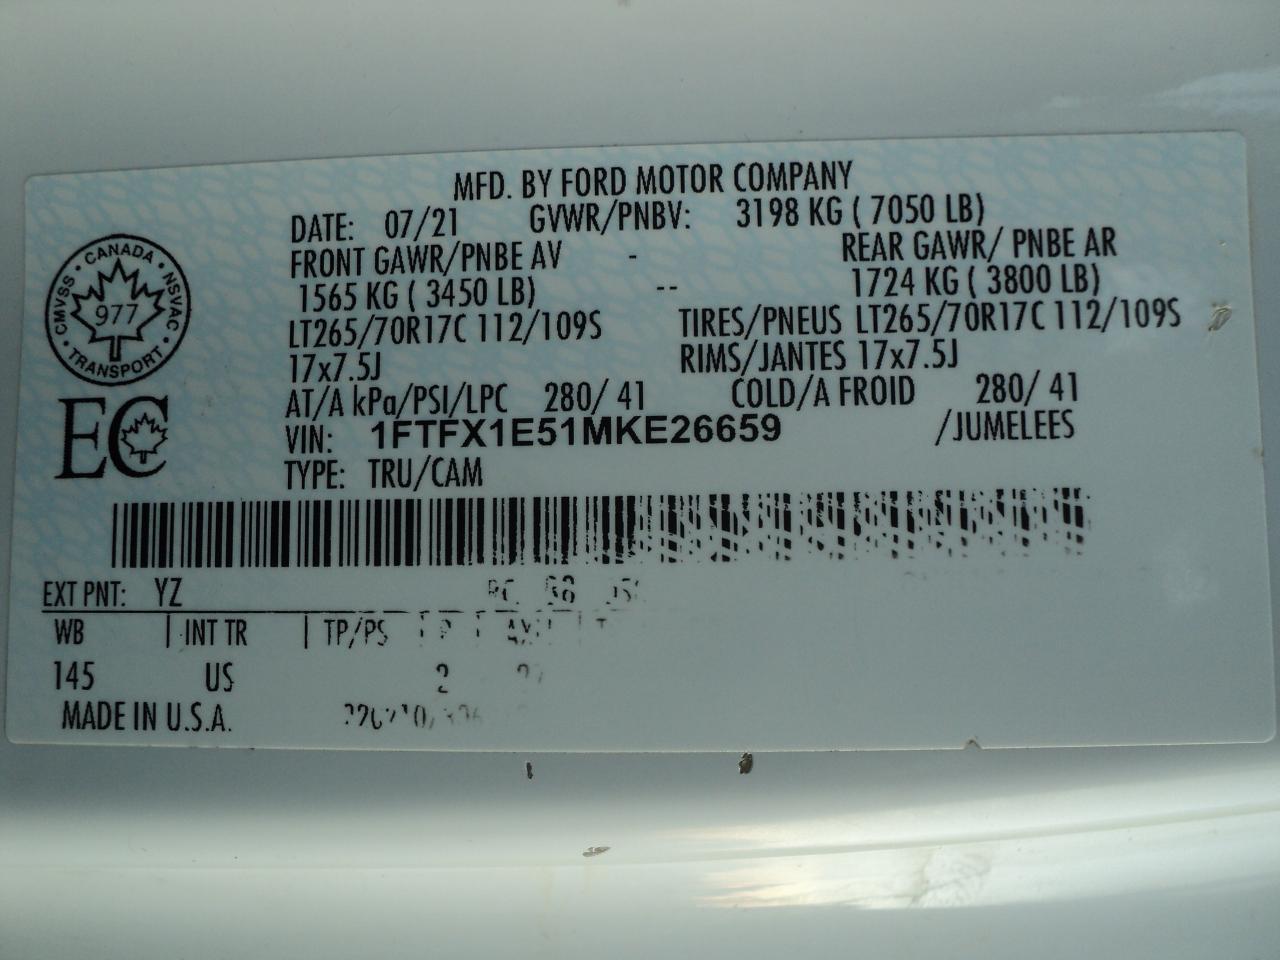 MFD. BY FORD MOTOR COMPANY
DATE: 07/21 GVWR/PNBV: 3198 KG ( 7050 LB)
FRONT GAWR/PNBE AV - REAR GAWR/ PNBE AR
1565 KG ( 3450 LB) -- 1724 KG ( 3800 LB)
LT265/70R17C 112/109S TIRES/PNEUS LT265/70R17C 112/109S
17x7.5J RIMS/JANTES 17x7.5J
AT/A kPa/PSI/LPC 280/ 41 COLD/A FROID 280/ 41
VIN: 1FTFX1E51MKE26659 /JUMELEES
TYPE: TRU/CAM
CANADA
CMVSS NSVAC
977
TRANSPORT
EC
EXT PNT: YZ
WB | INT TR | TP/PS
145 US 2
MADE IN U.S.A.